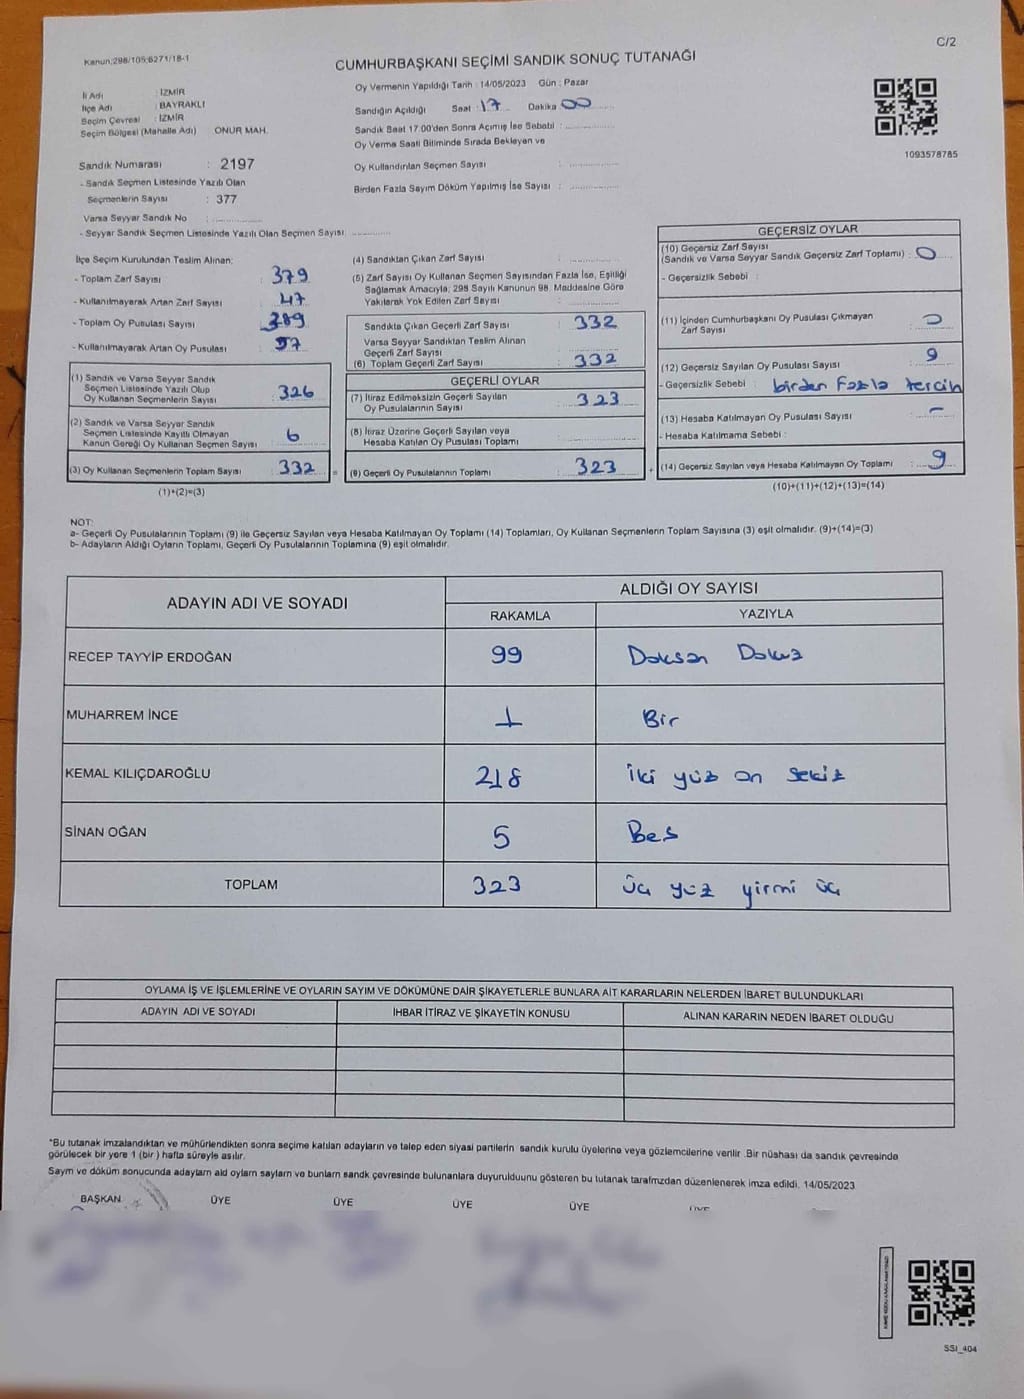 C/2
Kanun:298/105;6271/18-1
CUMHURBAŞKANI SEÇİMİ SANDIK SONUÇ TUTANAĞI
İl Adı : İZMİR
İlçe Adı : BAYRAKLI
Seçim Çevresi : İZMİR
Seçim Bölgesi (Mahalle Adı) ONUR MAH.
Sandık Numarası : 2197
- Sandık Seçmen Listesinde Yazılı Olan
Seçmenlerin Sayısı : 377
Varsa Seyyar Sandık No :
- Seyyar Sandık Seçmen Listesinde Yazılı Olan Seçmen Sayısı:
Oy Vermenin Yapıldığı Tarih : 14/05/2023 Gün : Pazar
Sandığın Açıldığı Saat : 17 Dakika 00
Sandık Saat 17.00'den Sonra Açımış İse Sebebi :
Oy Verme Saati Bitiminde Sırada Bekleyen ve
Oy Kullandırılan Seçmen Sayısı :
Birden Fazla Sayım Döküm Yapılmış İse Sayısı :
1093578785
İlçe Seçim Kurulundan Teslim Alınan:
- Toplam Zarf Sayısı : 379
- Kullanılmayarak Artan Zarf Sayısı : 47
- Toplam Oy Pusulası Sayısı : 389
- Kullanılmayarak Artan Oy Pusulası : 57
(1) Sandık ve Varsa Seyyar Sandık
Seçmen Listesinde Yazılı Olup
Oy Kullanan Seçmenlerin Sayısı : 326
(2) Sandık ve Varsa Seyyar Sandık
Seçmen Listesinde Kayıtlı Olmayan
Kanun Gereği Oy Kullanan Seçmen Sayısı : 6
(3) Oy Kullanan Seçmenlerin Toplam Sayısı : 332 =
(1)+(2)=(3)
(4) Sandıktan Çıkan Zarf Sayısı :
(5) Zarf Sayısı Oy Kullanan Seçmen Sayısından Fazla İse, Eşitliği
Sağlamak Amacıyla; 298 Sayılı Kanunun 98. Maddesine Göre
Yakılarak Yok Edilen Zarf Sayısı :
Sandıkta Çıkan Geçerli Zarf Sayısı : 332
Varsa Seyyar Sandıktan Teslim Alınan
Geçerli Zarf Sayısı
(6) Toplam Geçerli Zarf Sayısı : 332
GEÇERLİ OYLAR
(7) İtiraz Edilmeksizin Geçerli Sayılan
Oy Pusulalarının Sayısı : 323
(8) İtiraz Üzerine Geçerli Sayılan veya
Hesaba Katılan Oy Pusulası Toplamı :
(9) Geçerli Oy Pusulalarının Toplamı : 323 +
GEÇERSİZ OYLAR
(10) Geçersiz Zarf Sayısı
(Sandık ve Varsa Seyyar Sandık Geçersiz Zarf Toplamı) : 0
- Geçersizlik Sebebi :
(11) İçinden Cumhurbaşkanı Oy Pusulası Çıkmayan
Zarf Sayısı : 0
(12) Geçersiz Sayılan Oy Pusulası Sayısı : 9
- Geçersizlik Sebebi : birden Fazla tercih
(13) Hesaba Katılmayan Oy Pusulası Sayısı : -
- Hesaba Katılmama Sebebi :
(14) Geçersiz Sayılan veya Hesaba Katılmayan Oy Toplamı : 9
(10)+(11)+(12)+(13)=(14)
NOT:
a- Geçerli Oy Pusulalarının Toplamı (9) ile Geçersiz Sayılan veya Hesaba Katılmayan Oy Toplamı (14) Toplamları, Oy Kullanan Seçmenlerin Toplam Sayısına (3) eşit olmalıdır. (9)+(14)=(3)
b- Adayların Aldığı Oyların Toplamı, Geçerli Oy Pusulalarının Toplamına (9) eşit olmalıdır.
ADAYIN ADI VE SOYADI
ALDIĞI OY SAYISI
RAKAMLA YAZIYLA
RECEP TAYYİP ERDOĞAN 99 Doksan Dokuz
MUHARREM İNCE 1 Bir
KEMAL KILIÇDAROĞLU 218 iki yüz on sekiz
SİNAN OĞAN 5 Beş
TOPLAM 323 üç yüz yirmi üç
OYLAMA İŞ VE İŞLEMLERİNE VE OYLARIN SAYIM VE DÖKÜMÜNE DAİR ŞİKAYETLERLE BUNLARA AİT KARARLARIN NELERDEN İBARET BULUNDUKLARI
ADAYIN ADI VE SOYADI İHBAR İTİRAZ VE ŞİKAYETİN KONUSU ALINAN KARARIN NEDEN İBARET OLDUĞU
*Bu tutanak imzalandıktan ve mühürlendikten sonra seçime katılan adayların ve talep eden siyasi partilerin sandık kurulu üyelerine veya gözlemcilerine verilir .Bir nüshası da sandık çevresinde
görülecek bir yere 1 (bir ) hafta süreyle asılır.
Sayım ve döküm sonucunda adayların ald oyların sayların ve bunların sandk çevresinde bulunanlara duyurulduunu gösteren bu tutanak tarafmzdan düzenlenerek imza edildi. 14/05/2023
BAŞKAN ÜYE ÜYE ÜYE ÜYE ÜYE
SSI_404